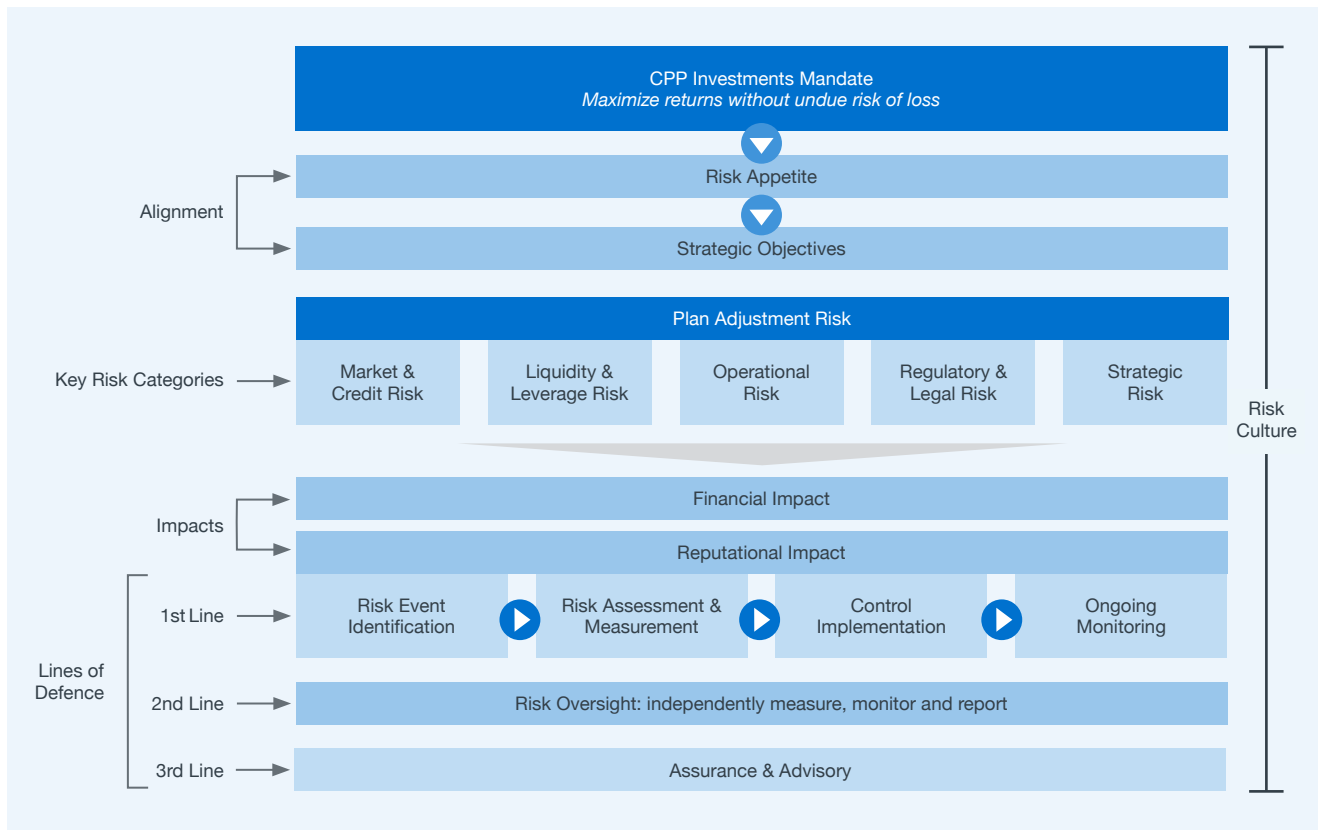 CPP Investments Mandate
Maximize returns without undue risk of loss
Alignment
Risk Appetite
Strategic Objectives
Plan Adjustment Risk
Key Risk Categories
Market &
Credit Risk
Liquidity &
Leverage Risk
Operational
Risk
Regulatory &
Legal Risk
Strategic
Risk
Risk
Culture
Impacts
Financial Impact
Reputational Impact
Lines of
Defence
1st Line
Risk Event
Identification
Risk Assessment &
Measurement
Control
Implementation
Ongoing
Monitoring
2nd Line
Risk Oversight: independently measure, monitor and report
3rd Line
Assurance & Advisory